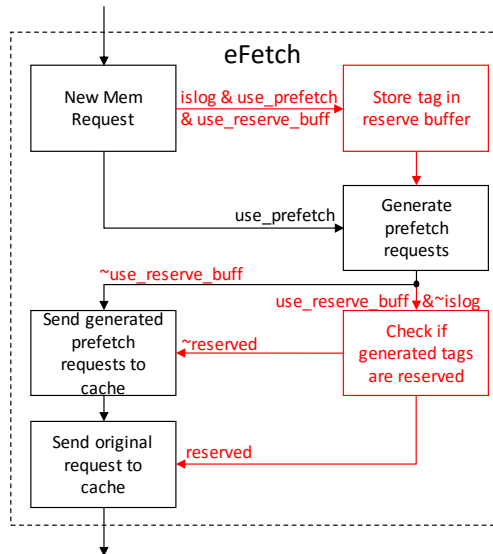 eFetch
New Mem
Request
islog & use_prefetch
& use_reserve_buff
Store tag in
reserve buffer
use_prefetch
Generate
prefetch
requests
~use_reserve_buff
use_reserve_buff &~islog
Send generated
prefetch
requests to
cache
~reserved
Check if
generated tags
are reserved
Send original
request to
cache
reserved